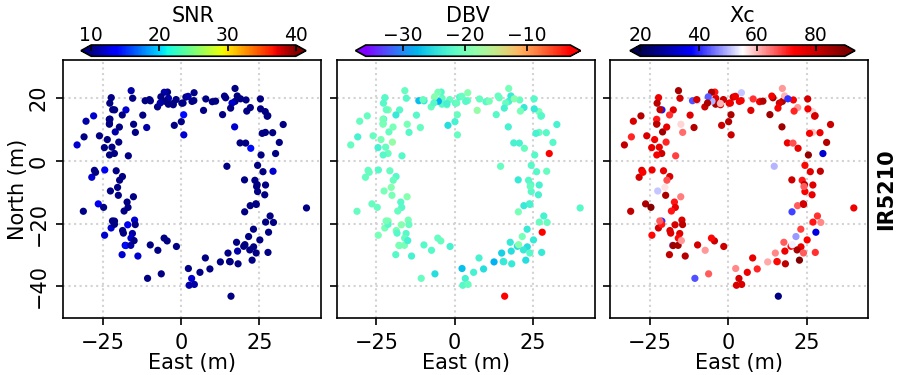 SNR DBV Xc
10 20 30 40 −30 −20 −10 20 40 60 80
North (m)
20
0
−20
−40
−25 0 25 −25 0 25 −25 0 25
East (m) East (m) East (m)
IR5210